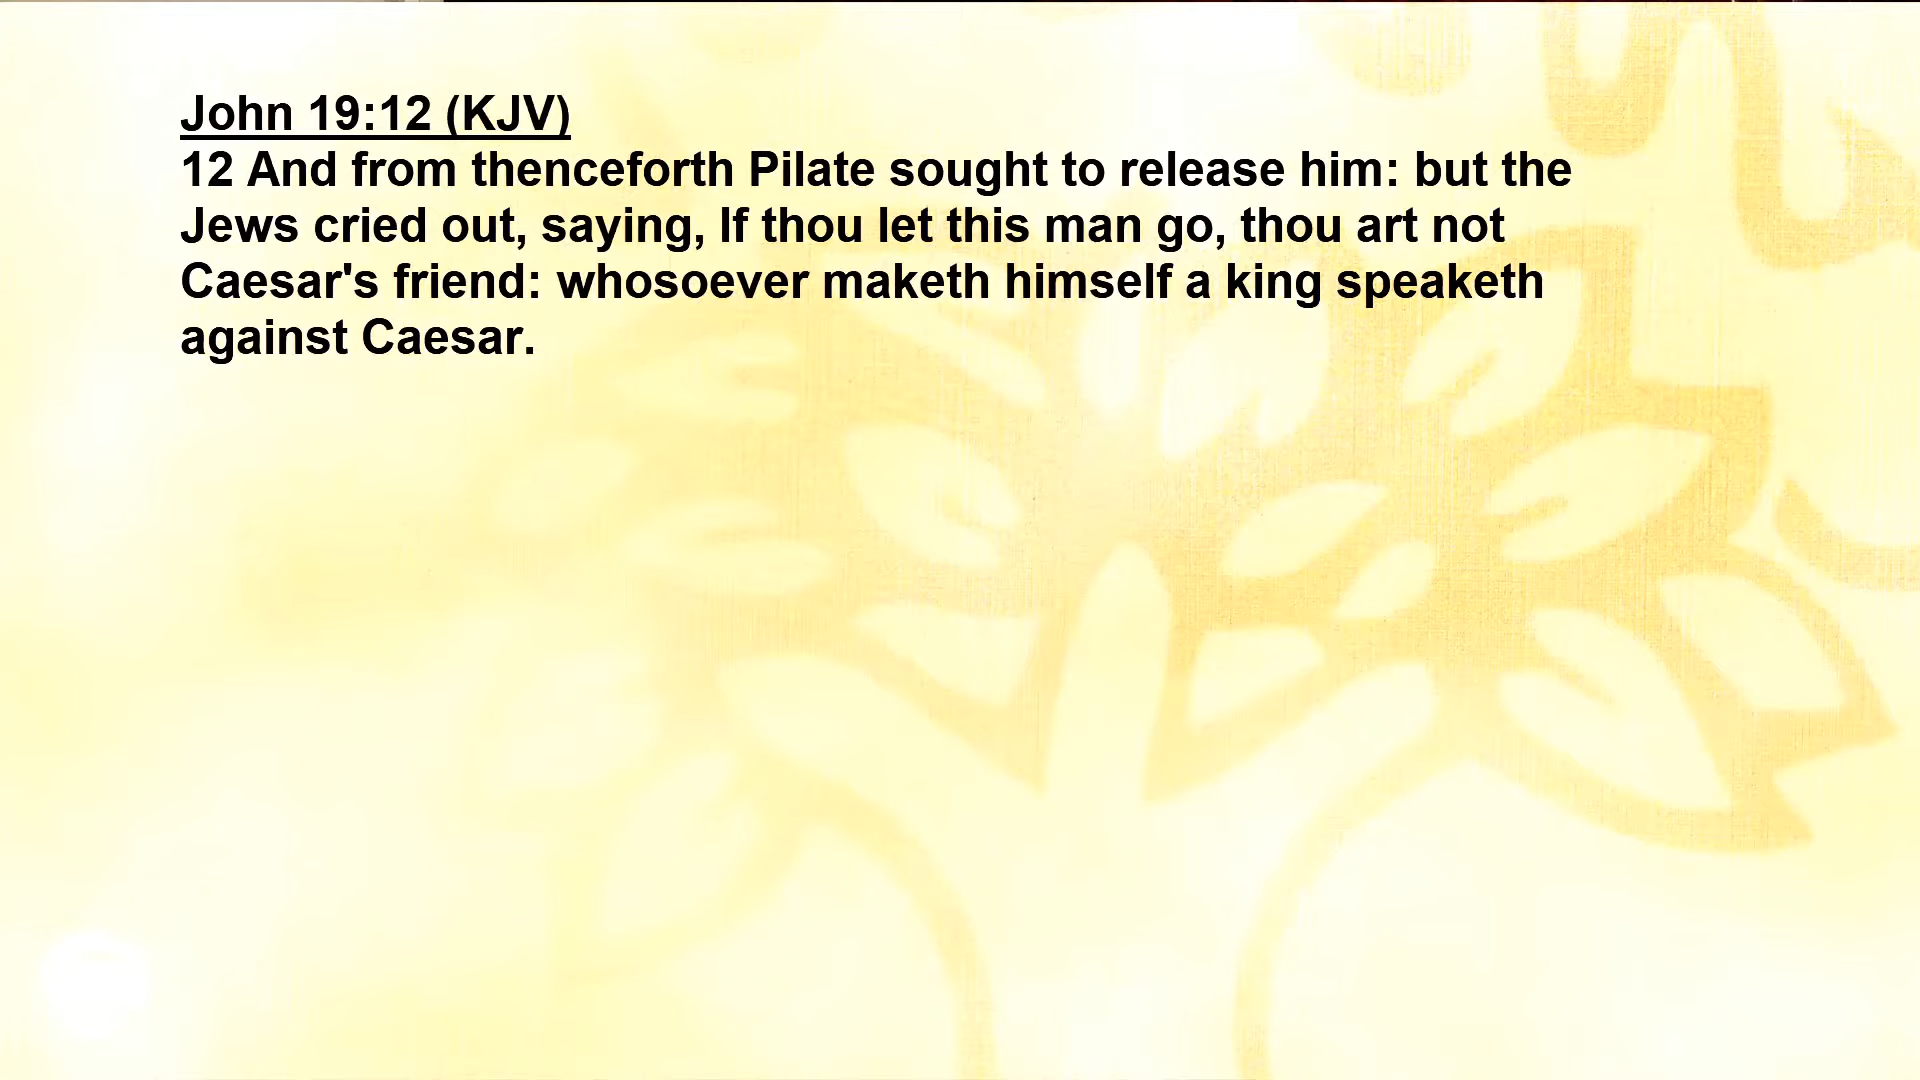 John 19:12 (KJV)
12 And from thenceforth Pilate sought to release him: but the
Jews cried out, saying, If thou let this man go, thou art not
Caesar's friend: whosoever maketh himself a king speaketh
against Caesar.